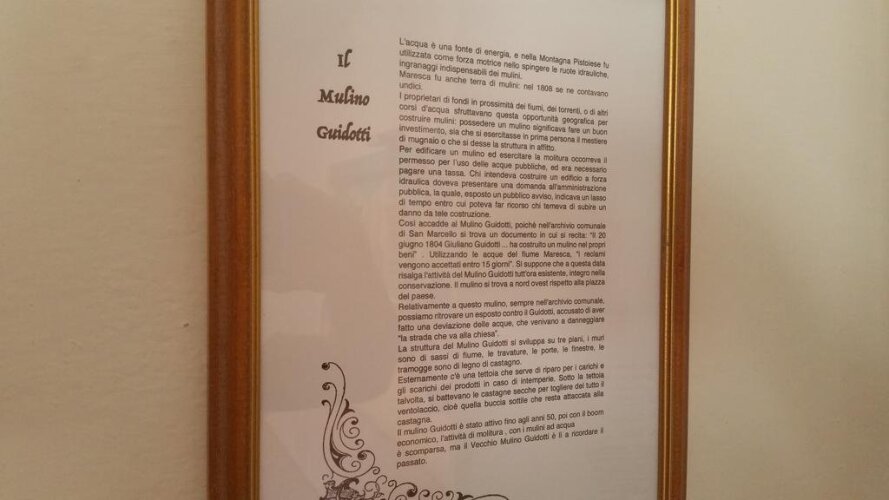 Il
Mulino
Guidotti
L'acqua è una fonte di energia, e nella Montagna Pistoiese fu
utilizzata come forza motrice nello spingere le ruote idrauliche,
ingranaggi indispensabili dei mulini.
Maresca fu anche terra di mulini: nel 1808 se ne contavano
undici.
I proprietari di fondi in prossimità dei fiumi, dei torrenti, o di altri
corsi d'acqua sfruttavano questa opportunità geografica per
costruire mulini: possedere un mulino significava fare un buon
investimento, sia che si esercitasse in prima persona il mestiere
di mugnaio o che si desse la struttura in affitto.
Per edificare un mulino ed esercitare la molitura occorreva il
permesso per l'uso delle acque pubbliche, ed era necessario
pagare una tassa. Chi intendeva costruire un edificio a forza
idraulica doveva presentare una domanda all'amministrazione
pubblica, la quale, esposto un pubblico avviso, indicava un lasso
di tempo entro cui poteva far ricorso chi temeva di subire un
danno da tele costruzione.
Così accadde al Mulino Guidotti, poiché nell'archivio comunale
di San Marcello si trova un documento in cui si recita: "Il 20
giugno 1804 Giuliano Guidotti ... ha costruito un mulino nel propri
beni" . Utilizzando le acque del fiume Maresca, "i reclami
vengono accettati entro 15 giorni". Si suppone che a questa data
risalga l'attività del Mulino Guidotti tutt'ora esistente, integro nella
conservazione. Il mulino si trova a nord ovest rispetto alla piazza
del paese.
Relativamente a questo mulino, sempre nell'archivio comunale,
possiamo ritrovare un esposto contro il Guidotti, accusato di aver
fatto una deviazione delle acque, che venivano a danneggiare
"la strada che va alla chiesa".
La struttura del Mulino Guidotti si sviluppa su tre piani, i muri
sono di sassi di fiume, le travature, le porte, le finestre, le
tramogge sono di legno di castagno.
Esternamente c'è una tettoia che serve di riparo per i carichi e
gli scarichi dei prodotti in caso di intemperie. Sotto la tettoia
talvolta, si battevano le castagne secche per togliere del tutto il
ventolaccio, cioè quella buccia sottile che resta attaccata alla
castagna.
Il mulino Guidotti è stato attivo fino agli anni 50, poi con il boom
economico, l'attività di molitura , con i mulini ad acqua
è scomparsa, ma il Vecchio Mulino Guidotti è lì a ricordare il
passato.